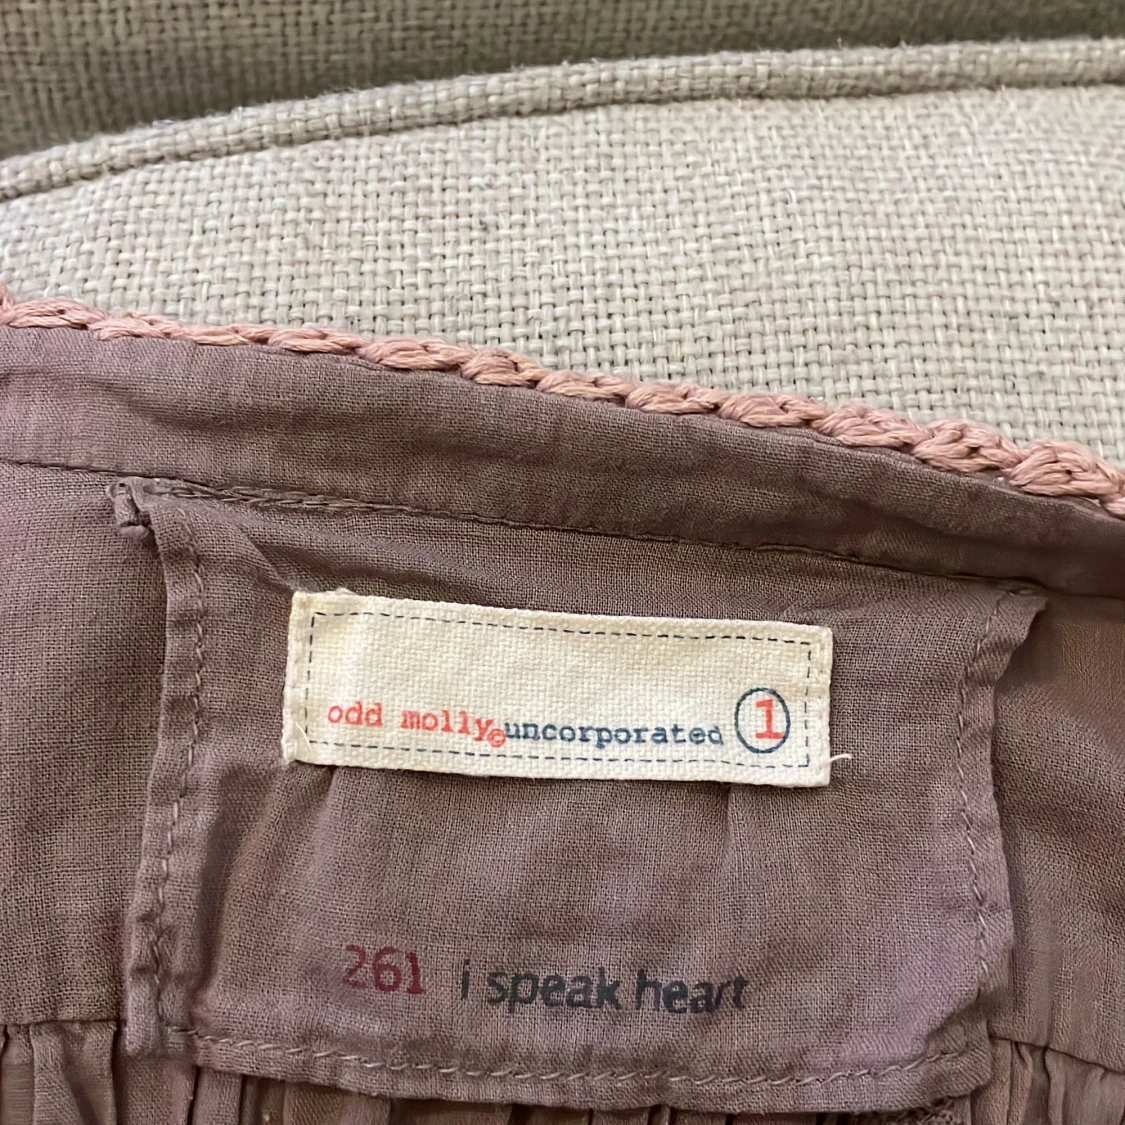 odd molly©uncorporated 1
261 i speak heart